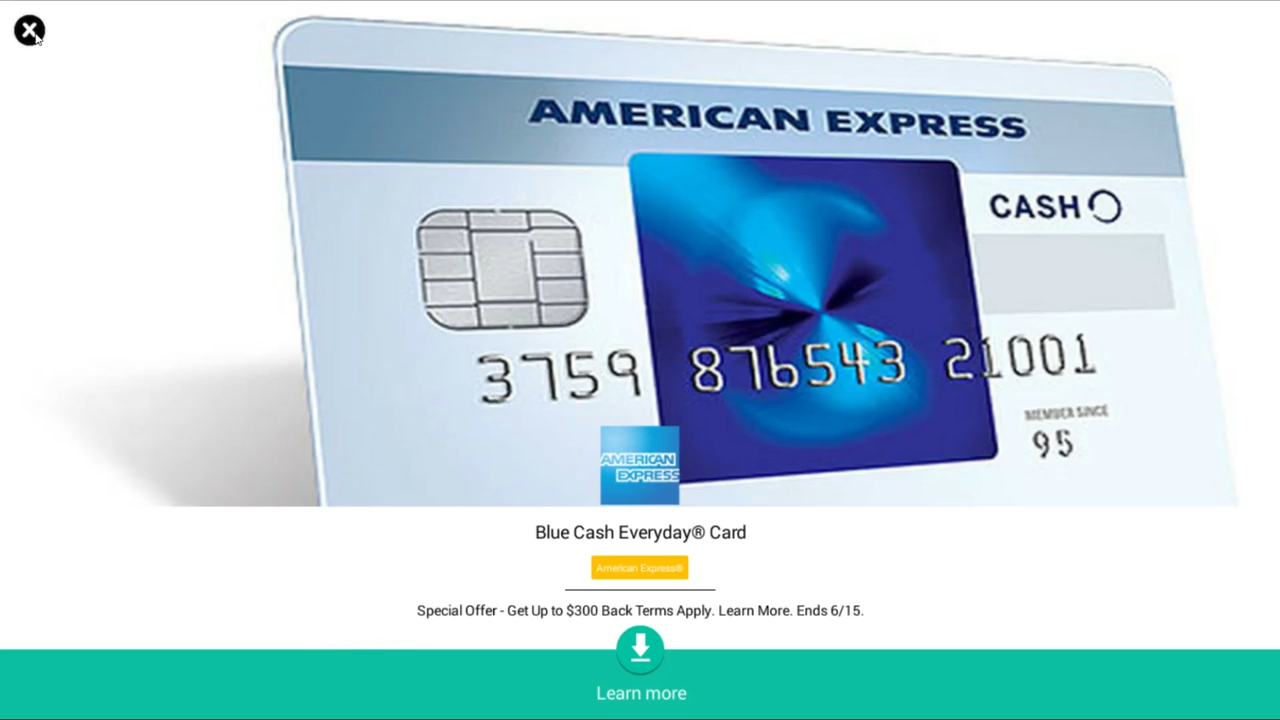 AMERICAN EXPRESS
CASH
3759 876543 21001
MEMBER SINCE
95
AMERICAN
EXPRESS
Blue Cash Everyday® Card
American Express®
Special Offer - Get Up to $300 Back Terms Apply. Learn More. Ends 6/15.
Learn more